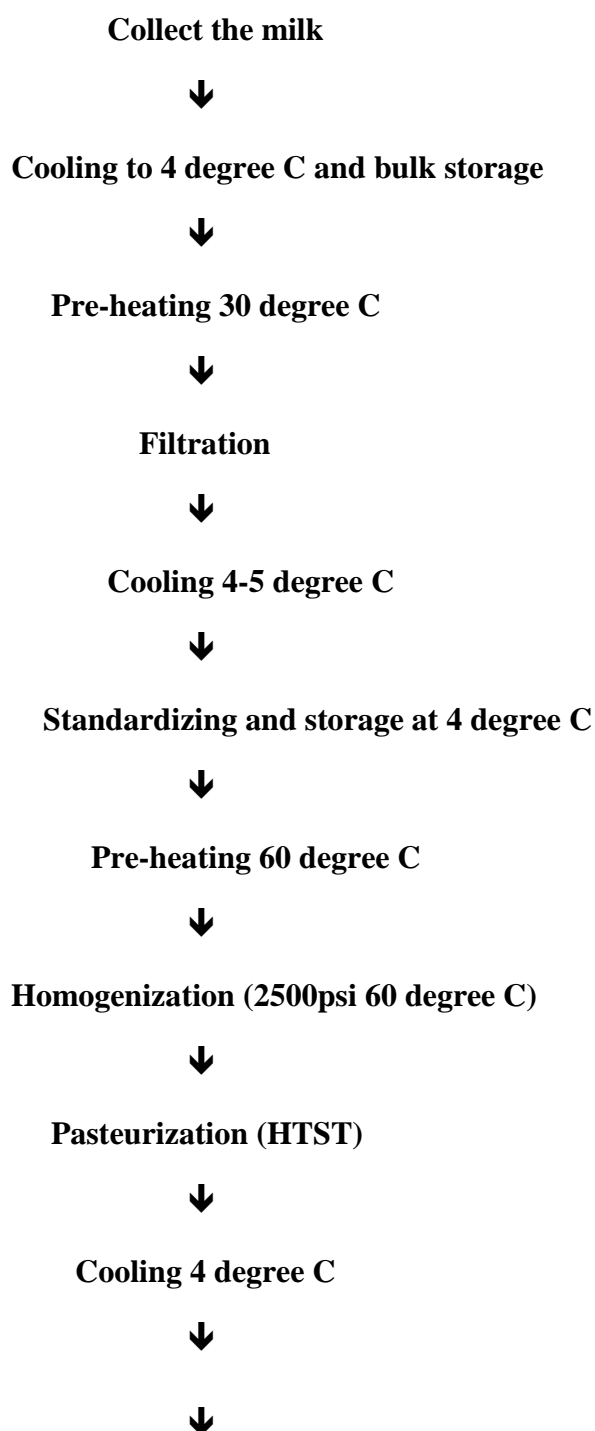 Collect the milk
↓
Cooling to 4 degree C and bulk storage
↓
Pre-heating 30 degree C
↓
Filtration
↓
Cooling 4-5 degree C
↓
Standardizing and storage at 4 degree C
↓
Pre-heating 60 degree C
↓
Homogenization (2500psi 60 degree C)
↓
Pasteurization (HTST)
↓
Cooling 4 degree C
↓
↓